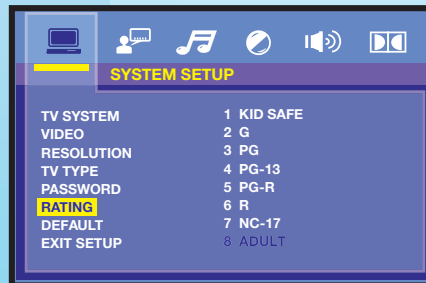 SYSTEM SETUP
TV SYSTEM
VIDEO
RESOLUTION
TV TYPE
PASSWORD
RATING
DEFAULT
EXIT SETUP
1 KID SAFE
2 G
3 PG
4 PG-13
5 PG-R
6 R
7 NC-17
8 ADULT